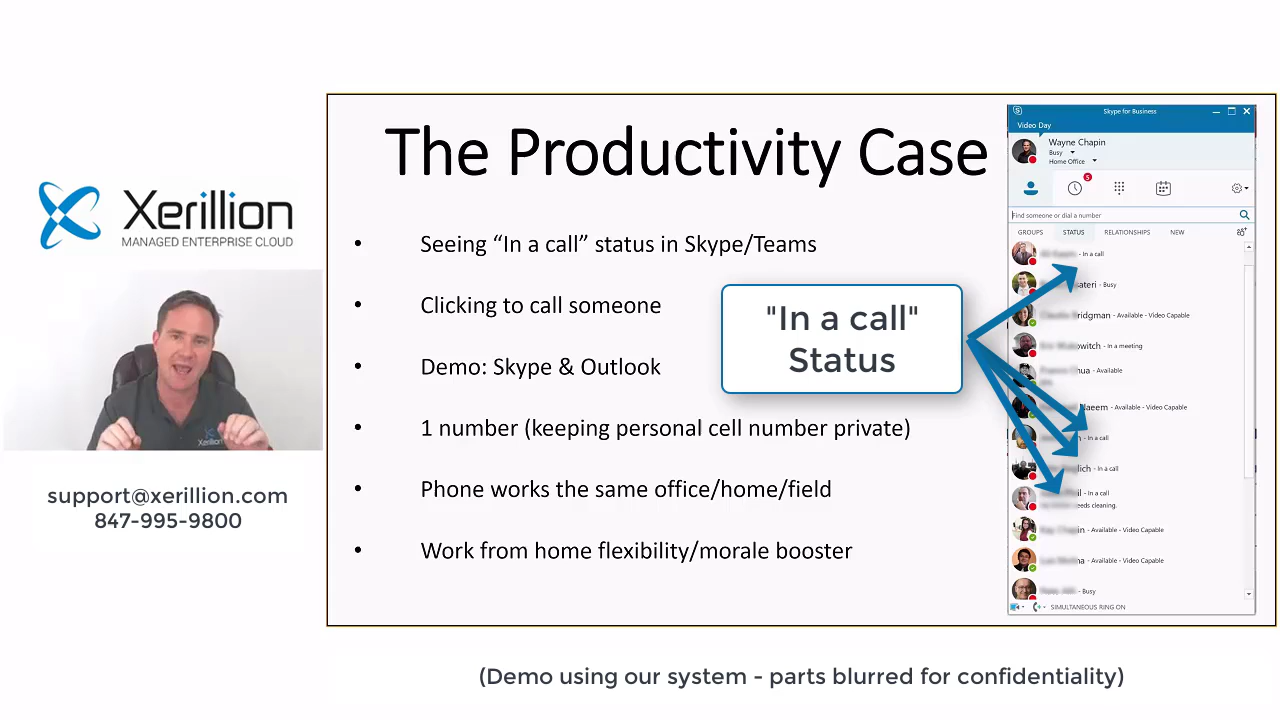 Xerillion
MANAGED ENTERPRISE CLOUD
support@xerillion.com
847-995-9800
The Productivity Case
• Seeing “In a call” status in Skype/Teams
• Clicking to call someone
• Demo: Skype & Outlook
• 1 number (keeping personal cell number private)
• Phone works the same office/home/field
• Work from home flexibility/morale booster
"In a call"
Status
Skype for Business
Video Day
Wayne Chapin
Busy
Home Office
5
Find someone or dial a number
GROUPS STATUS RELATIONSHIPS NEW
- In a call
- Busy
Bridgman - Available - Video Capable
- In a meeting
- Available
- Available - Video Capable
- In a call
- In a call
- In a call
eds cleaning.
- Available - Video Capable
- Available - Video Capable
- Busy
SIMULTANEOUS RING ON
(Demo using our system - parts blurred for confidentiality)